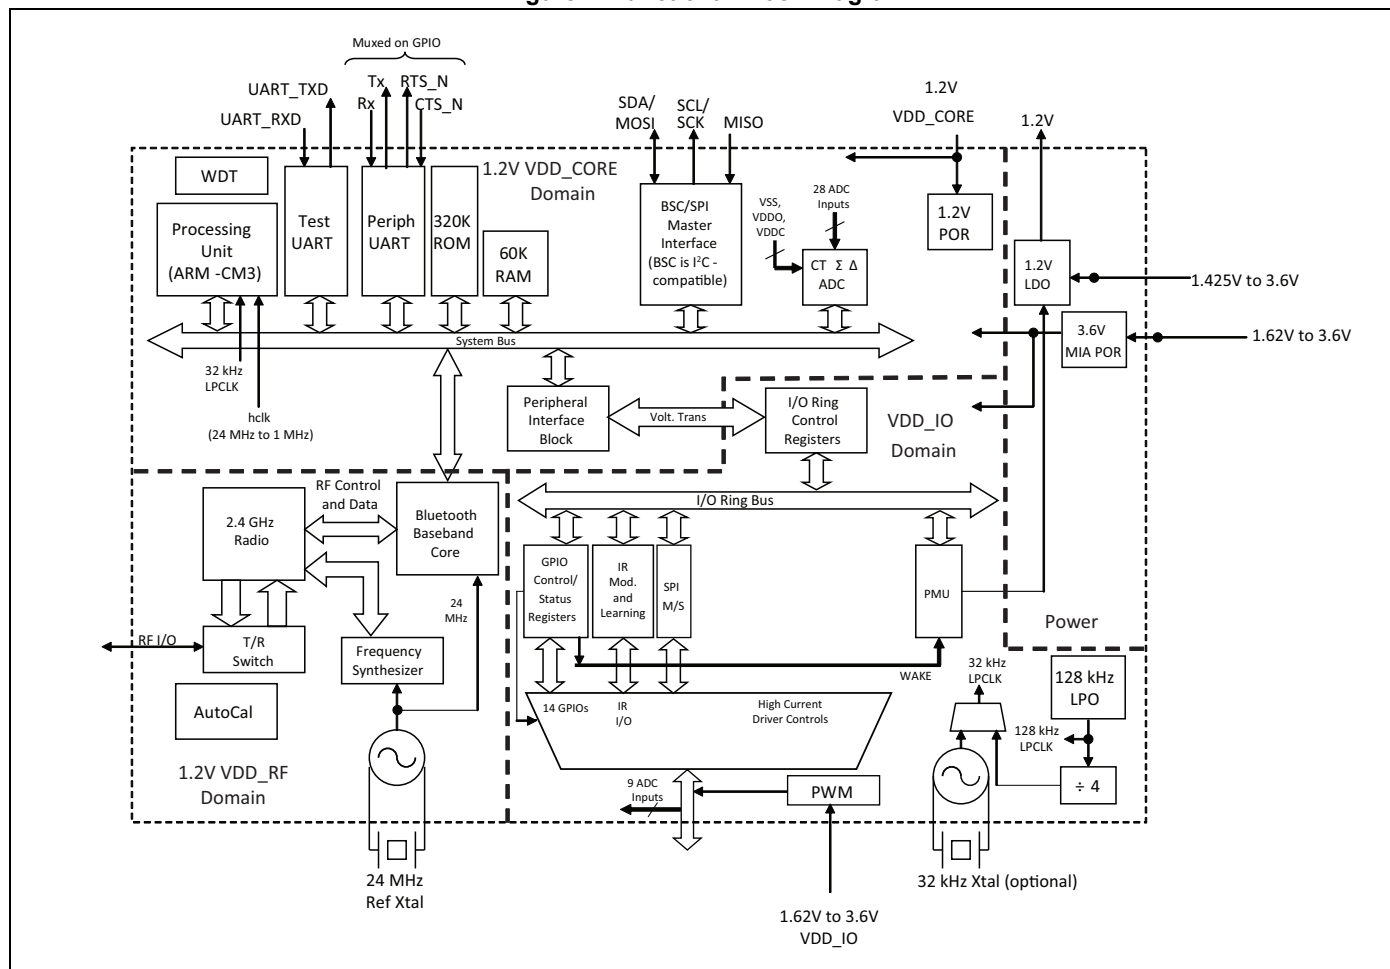 Muxed on GPIO
Tx
RTS_N
UART_TXD
Rx
CTS_N
UART_RXD
SDA/
MOSI
SCL/
SCK
MISO
1.2V
VDD_CORE
1.2V
WDT
1.2V VDD_CORE
Domain
Processing
Unit
(ARM -CM3)
Test
UART
Periph
UART
320K
ROM
60K
RAM
BSC/SPI
Master
Interface
(BSC is I²C -
compatible)
VSS,
VDDO,
VDDC
28 ADC
Inputs
CT Σ Δ
ADC
1.2V
POR
1.2V
LDO
1.425V to 3.6V
3.6V
MIA POR
1.62V to 3.6V
System Bus
32 kHz
LPCLK
hclk
(24 MHz to 1 MHz)
Peripheral
Interface
Block
Volt. Trans
I/O Ring
Control
Registers
VDD_IO
Domain
RF Control
and Data
2.4 GHz
Radio
Bluetooth
Baseband
Core
I/O Ring Bus
GPIO
Control/
Status
Registers
IR
Mod.
and
Learning
SPI
M/S
PMU
24
MHz
RF I/O
T/R
Switch
Frequency
Synthesizer
Power
WAKE
32 kHz
LPCLK
128 kHz
LPO
AutoCal
14 GPIOs
IR
I/O
High Current
Driver Controls
128 kHz
LPCLK
1.2V VDD_RF
Domain
9 ADC
Inputs
PWM
÷ 4
24 MHz
Ref Xtal
32 kHz Xtal (optional)
1.62V to 3.6V
VDD_IO